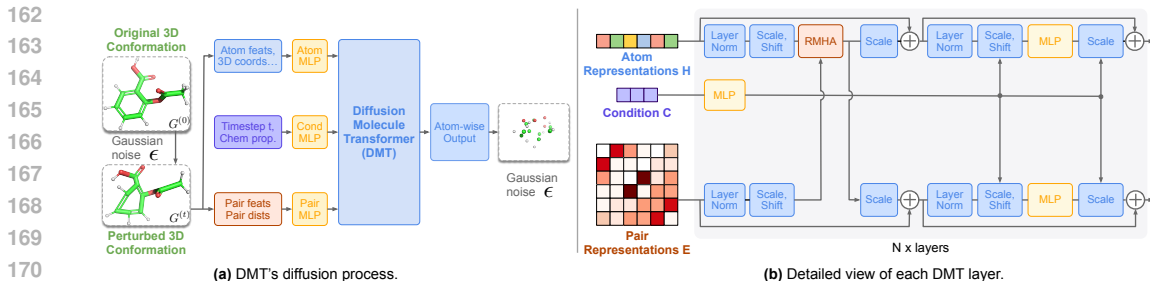 162
163
164
165
166
167
168
169
170
Original 3D
Conformation
G^(0)
Gaussian
noise ϵ
G^(t)
Perturbed 3D
Conformation
Atom feats,
3D coords...
Atom
MLP
Timestep t,
Chem prop.
Cond
MLP
Pair feats
Pair dists
Pair
MLP
Diffusion
Molecule
Transformer
(DMT)
Atom-wise
Output
Gaussian
noise ϵ
(a) DMT's diffusion process.
Atom
Representations H
Layer
Norm
Scale,
Shift
RMHA
Scale
Layer
Norm
Scale,
Shift
MLP
Scale
Condition C
MLP
Pair
Representations E
Layer
Norm
Scale,
Shift
Scale
Layer
Norm
Scale,
Shift
MLP
Scale
N x layers
(b) Detailed view of each DMT layer.